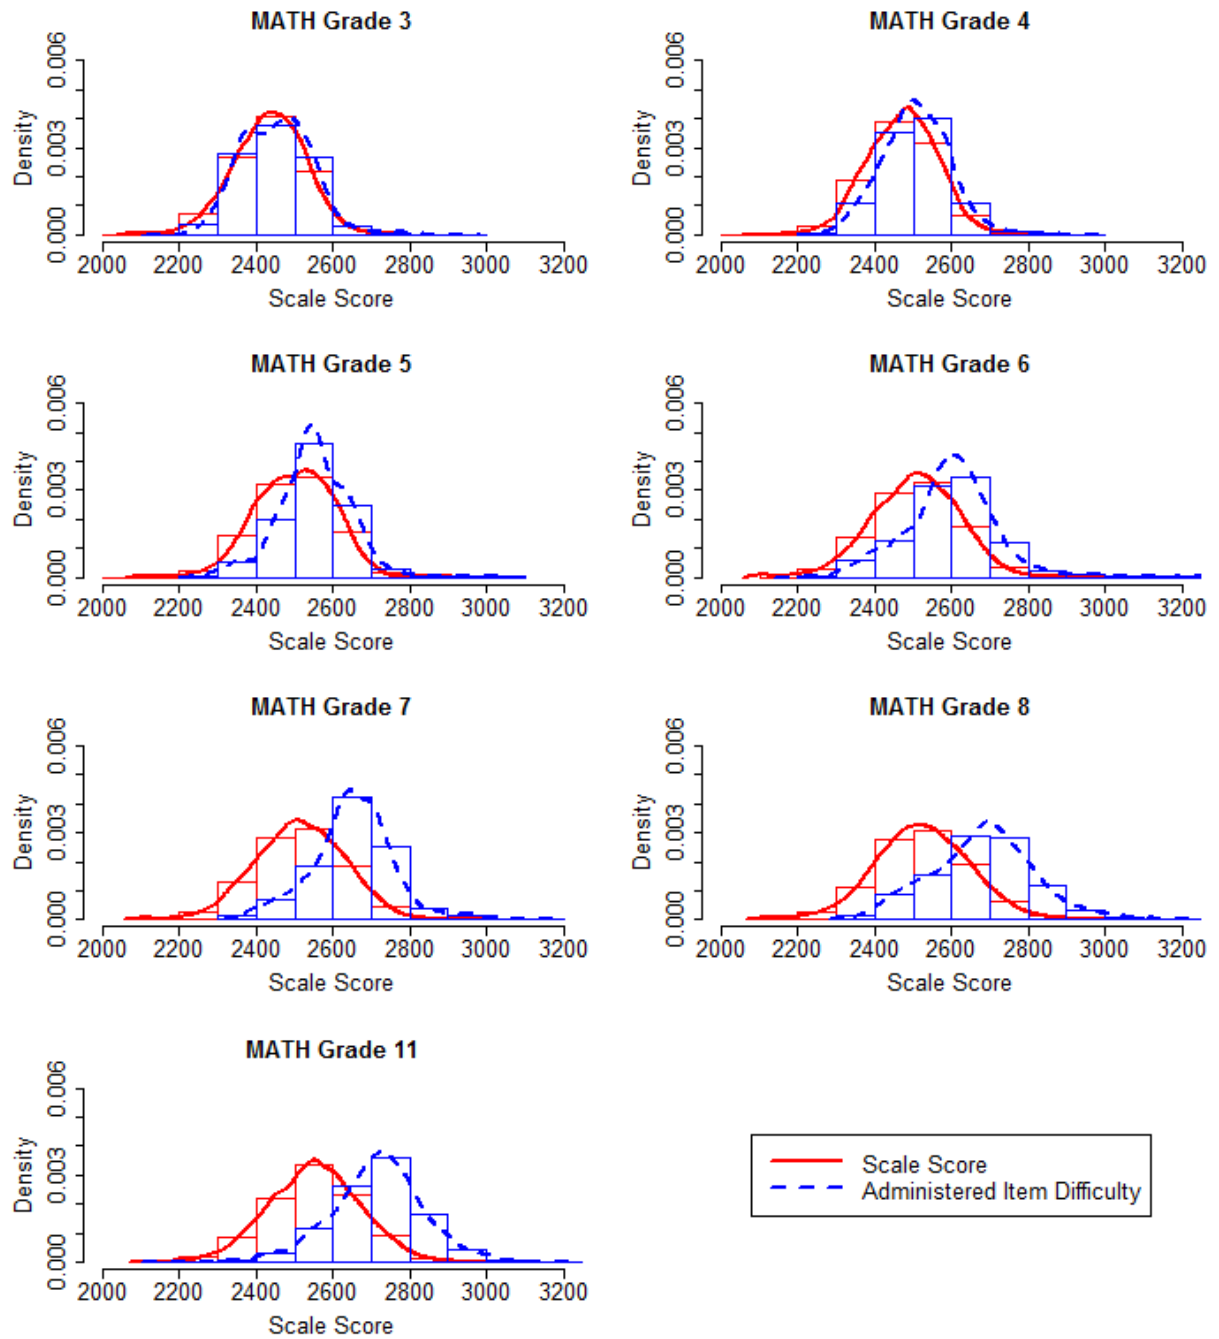 MATH Grade 3
Density
0.000 0.003 0.006
2000 2200 2400 2600 2800 3000 3200
Scale Score
MATH Grade 4
Density
0.000 0.003 0.006
2000 2200 2400 2600 2800 3000 3200
Scale Score
MATH Grade 5
Density
0.000 0.003 0.006
2000 2200 2400 2600 2800 3000 3200
Scale Score
MATH Grade 6
Density
0.000 0.003 0.006
2000 2200 2400 2600 2800 3000 3200
Scale Score
MATH Grade 7
Density
0.000 0.003 0.006
2000 2200 2400 2600 2800 3000 3200
Scale Score
MATH Grade 8
Density
0.000 0.003 0.006
2000 2200 2400 2600 2800 3000 3200
Scale Score
MATH Grade 11
Density
0.000 0.003 0.006
2000 2200 2400 2600 2800 3000 3200
Scale Score
Scale Score
Administered Item Difficulty